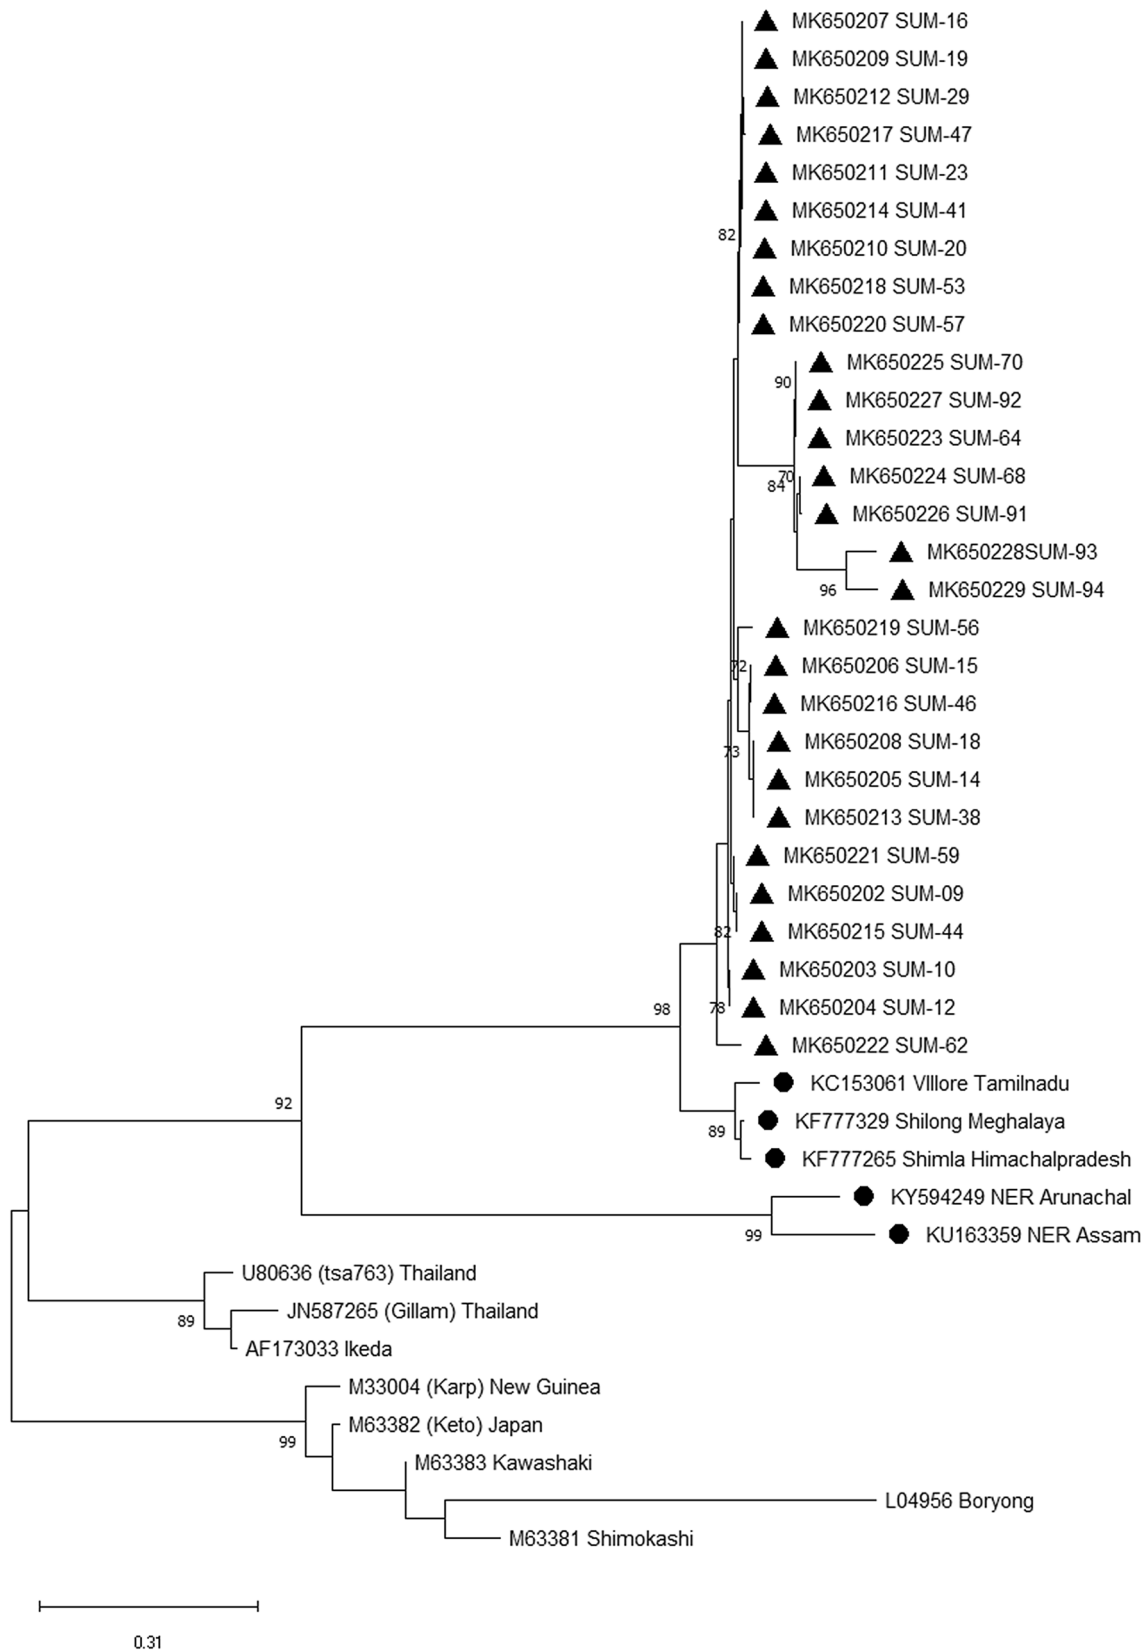 MK650207 SUM-16
MK650209 SUM-19
MK650212 SUM-29
MK650217 SUM-47
MK650211 SUM-23
MK650214 SUM-41
82
MK650210 SUM-20
MK650218 SUM-53
MK650220 SUM-57
MK650225 SUM-70
90
MK650227 SUM-92
MK650223 SUM-64
MK650224 SUM-68
70
84
MK650226 SUM-91
MK650228SUM-93
MK650229 SUM-94
96
MK650219 SUM-56
MK650206 SUM-15
72
MK650216 SUM-46
MK650208 SUM-18
73
MK650205 SUM-14
MK650213 SUM-38
MK650221 SUM-59
MK650202 SUM-09
MK650215 SUM-44
82
MK650203 SUM-10
MK650204 SUM-12
78
98
MK650222 SUM-62
KC153061 Vlllore Tamilnadu
92
KF777329 Shilong Meghalaya
89
KF777265 Shimla Himachalpradesh
KY594249 NER Arunachal
KU163359 NER Assam
99
U80636 (tsa763) Thailand
JN587265 (Gillam) Thailand
89
AF173033 Ikeda
M33004 (Karp) New Guinea
M63382 (Keto) Japan
99
M63383 Kawashaki
L04956 Boryong
M63381 Shimokashi
0.31